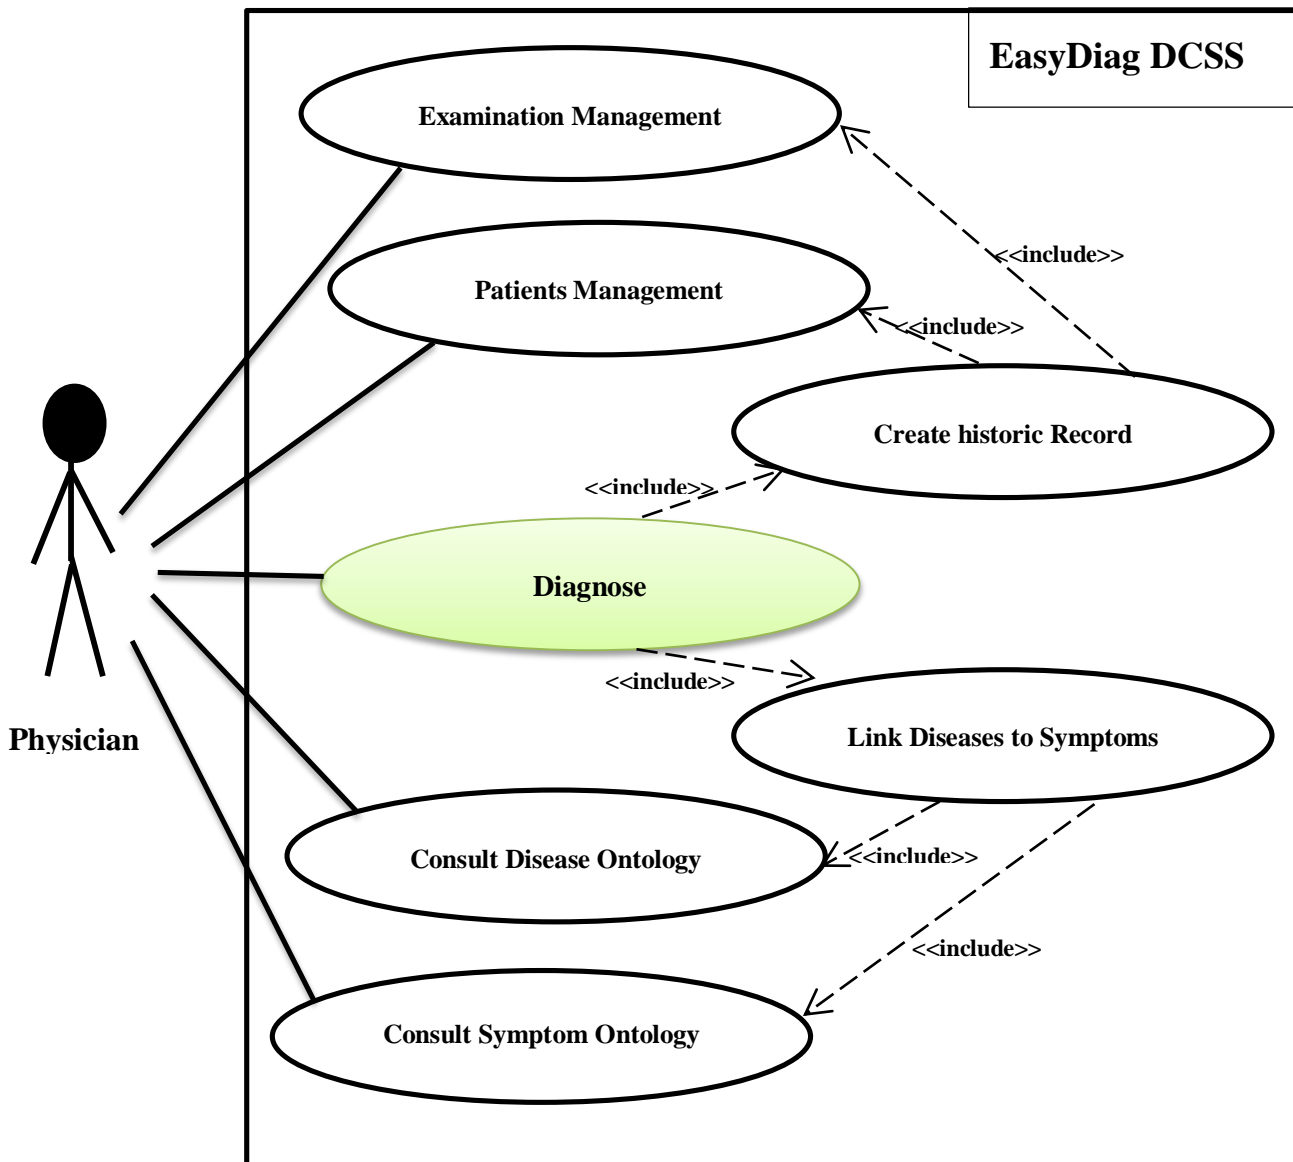 EasyDiag DCSS
Examination Management
<<include>>
Patients Management
<<include>>
Create historic Record
<<include>>
Diagnose
<<include>>
Physician
Link Diseases to Symptoms
Consult Disease Ontology
<<include>>
<<include>>
Consult Symptom Ontology